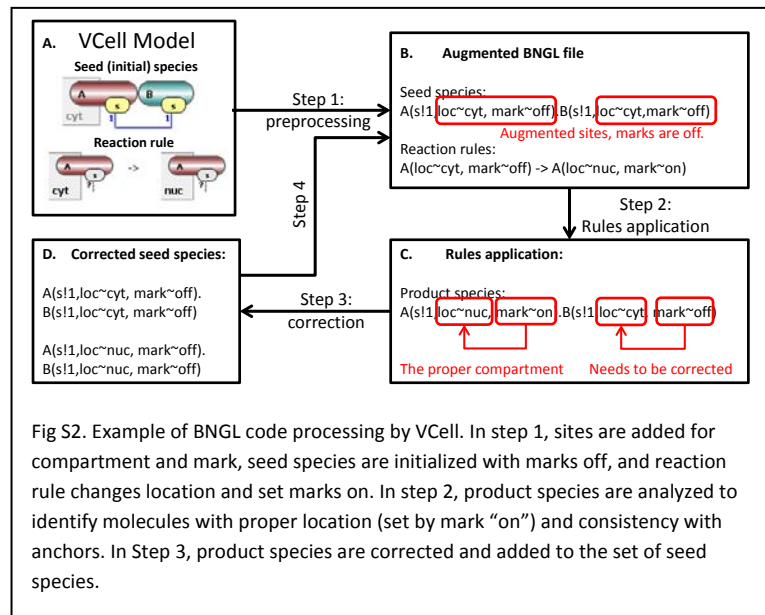 A. VCell Model
Seed (initial) species
A B
s s
cyt 1 1
Reaction rule
A -> A
s s
? ?
cyt nuc
Step 1:
preprocessing
B. Augmented BNGL file
Seed species:
A(s!1,loc~cyt, mark~off).B(s!1,loc~cyt,mark~off)
Augmented sites, marks are off.
Reaction rules:
A(loc~cyt, mark~off) -> A(loc~nuc, mark~on)
Step 4
Step 2:
Rules application
D. Corrected seed species:
A(s!1,loc~cyt, mark~off).
B(s!1,loc~cyt, mark~off)
A(s!1,loc~nuc, mark~off).
B(s!1,loc~nuc, mark~off)
Step 3:
correction
C. Rules application:
Product species:
A(s!1,loc~nuc, mark~on).B(s!1,loc~cyt, mark~off)
The proper compartment Needs to be corrected
Fig S2. Example of BNGL code processing by VCell. In step 1, sites are added for
compartment and mark, seed species are initialized with marks off, and reaction
rule changes location and set marks on. In step 2, product species are analyzed to
identify molecules with proper location (set by mark “on”) and consistency with
anchors. In Step 3, product species are corrected and added to the set of seed
species.